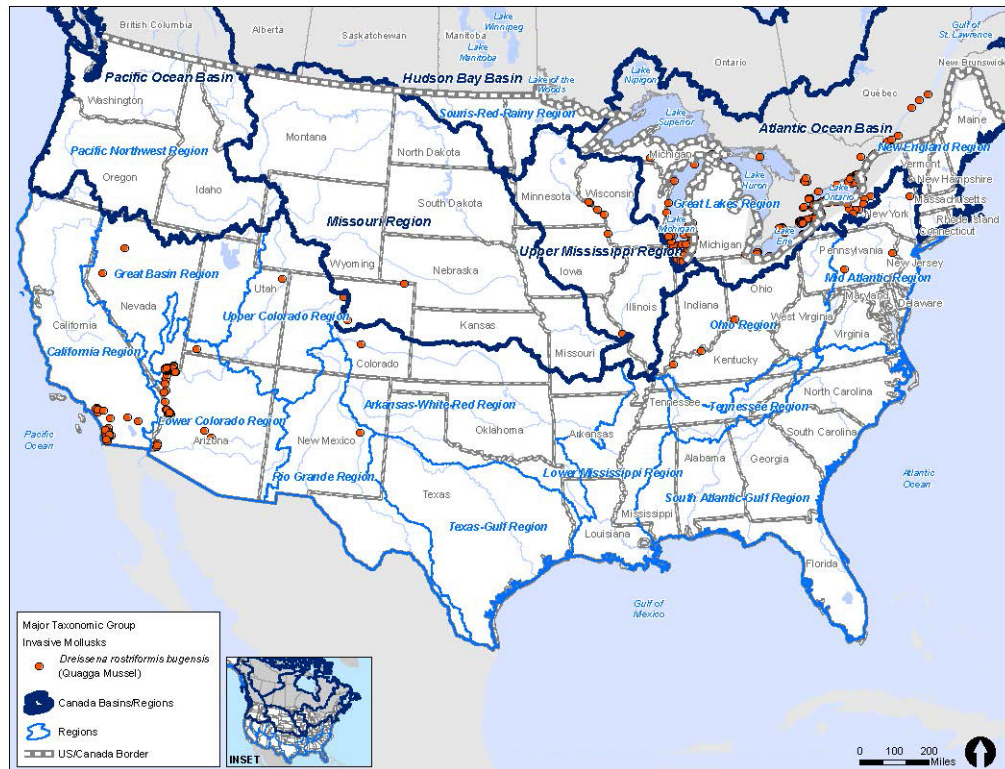 British Columbia
Alberta
Saskatchewan
Manitoba
Lake
Winnipeg
Lake
Manitoba
Ontario
Lake
Nipigon
Québec
Gulf of
St. Lawrence
New Brunswick
Pacific Ocean Basin
Hudson Bay Basin
Lake of the
Woods
Atlantic Ocean Basin
Souris-Red-Rainy Region
Lake
Superior
Washington
Pacific Northwest Region
Oregon
Idaho
Montana
North Dakota
South Dakota
Minnesota
Wisconsin
Michigan
Lake
Huron
Great Lakes Region
Lake
Michigan
Michigan
Lake
Ontario
Lake
Erie
New England Region
Maine
Vermont
New Hampshire
Massachusetts
Rhode Island
Connecticut
New York
Missouri Region
Upper Mississippi Region
Wyoming
Nebraska
Iowa
Illinois
Indiana
Ohio
Pennsylvania
New Jersey
Mid Atlantic Region
Maryland
Delaware
West Virginia
Virginia
Great Basin Region
Nevada
Utah
Upper Colorado Region
Colorado
Kansas
Missouri
Ohio Region
Kentucky
California
California Region
Lower Colorado Region
Arizona
New Mexico
Rio Grande Region
Arkansas-White-Red Region
Oklahoma
Arkansas
Tennessee
Tennessee Region
North Carolina
South Carolina
Texas
Texas-Gulf Region
Lower Mississippi Region
Louisiana
Mississippi
Alabama
Georgia
South Atlantic-Gulf Region
Florida
Pacific
Ocean
Atlantic
Ocean
Gulf of
Mexico
Major Taxonomic Group
Invasive Mollusks
Dreissena rostriformis bugensis
(Quagga Mussel)
Canada Basins/Regions
Regions
US/Canada Border
INSET
0 100 200
Miles